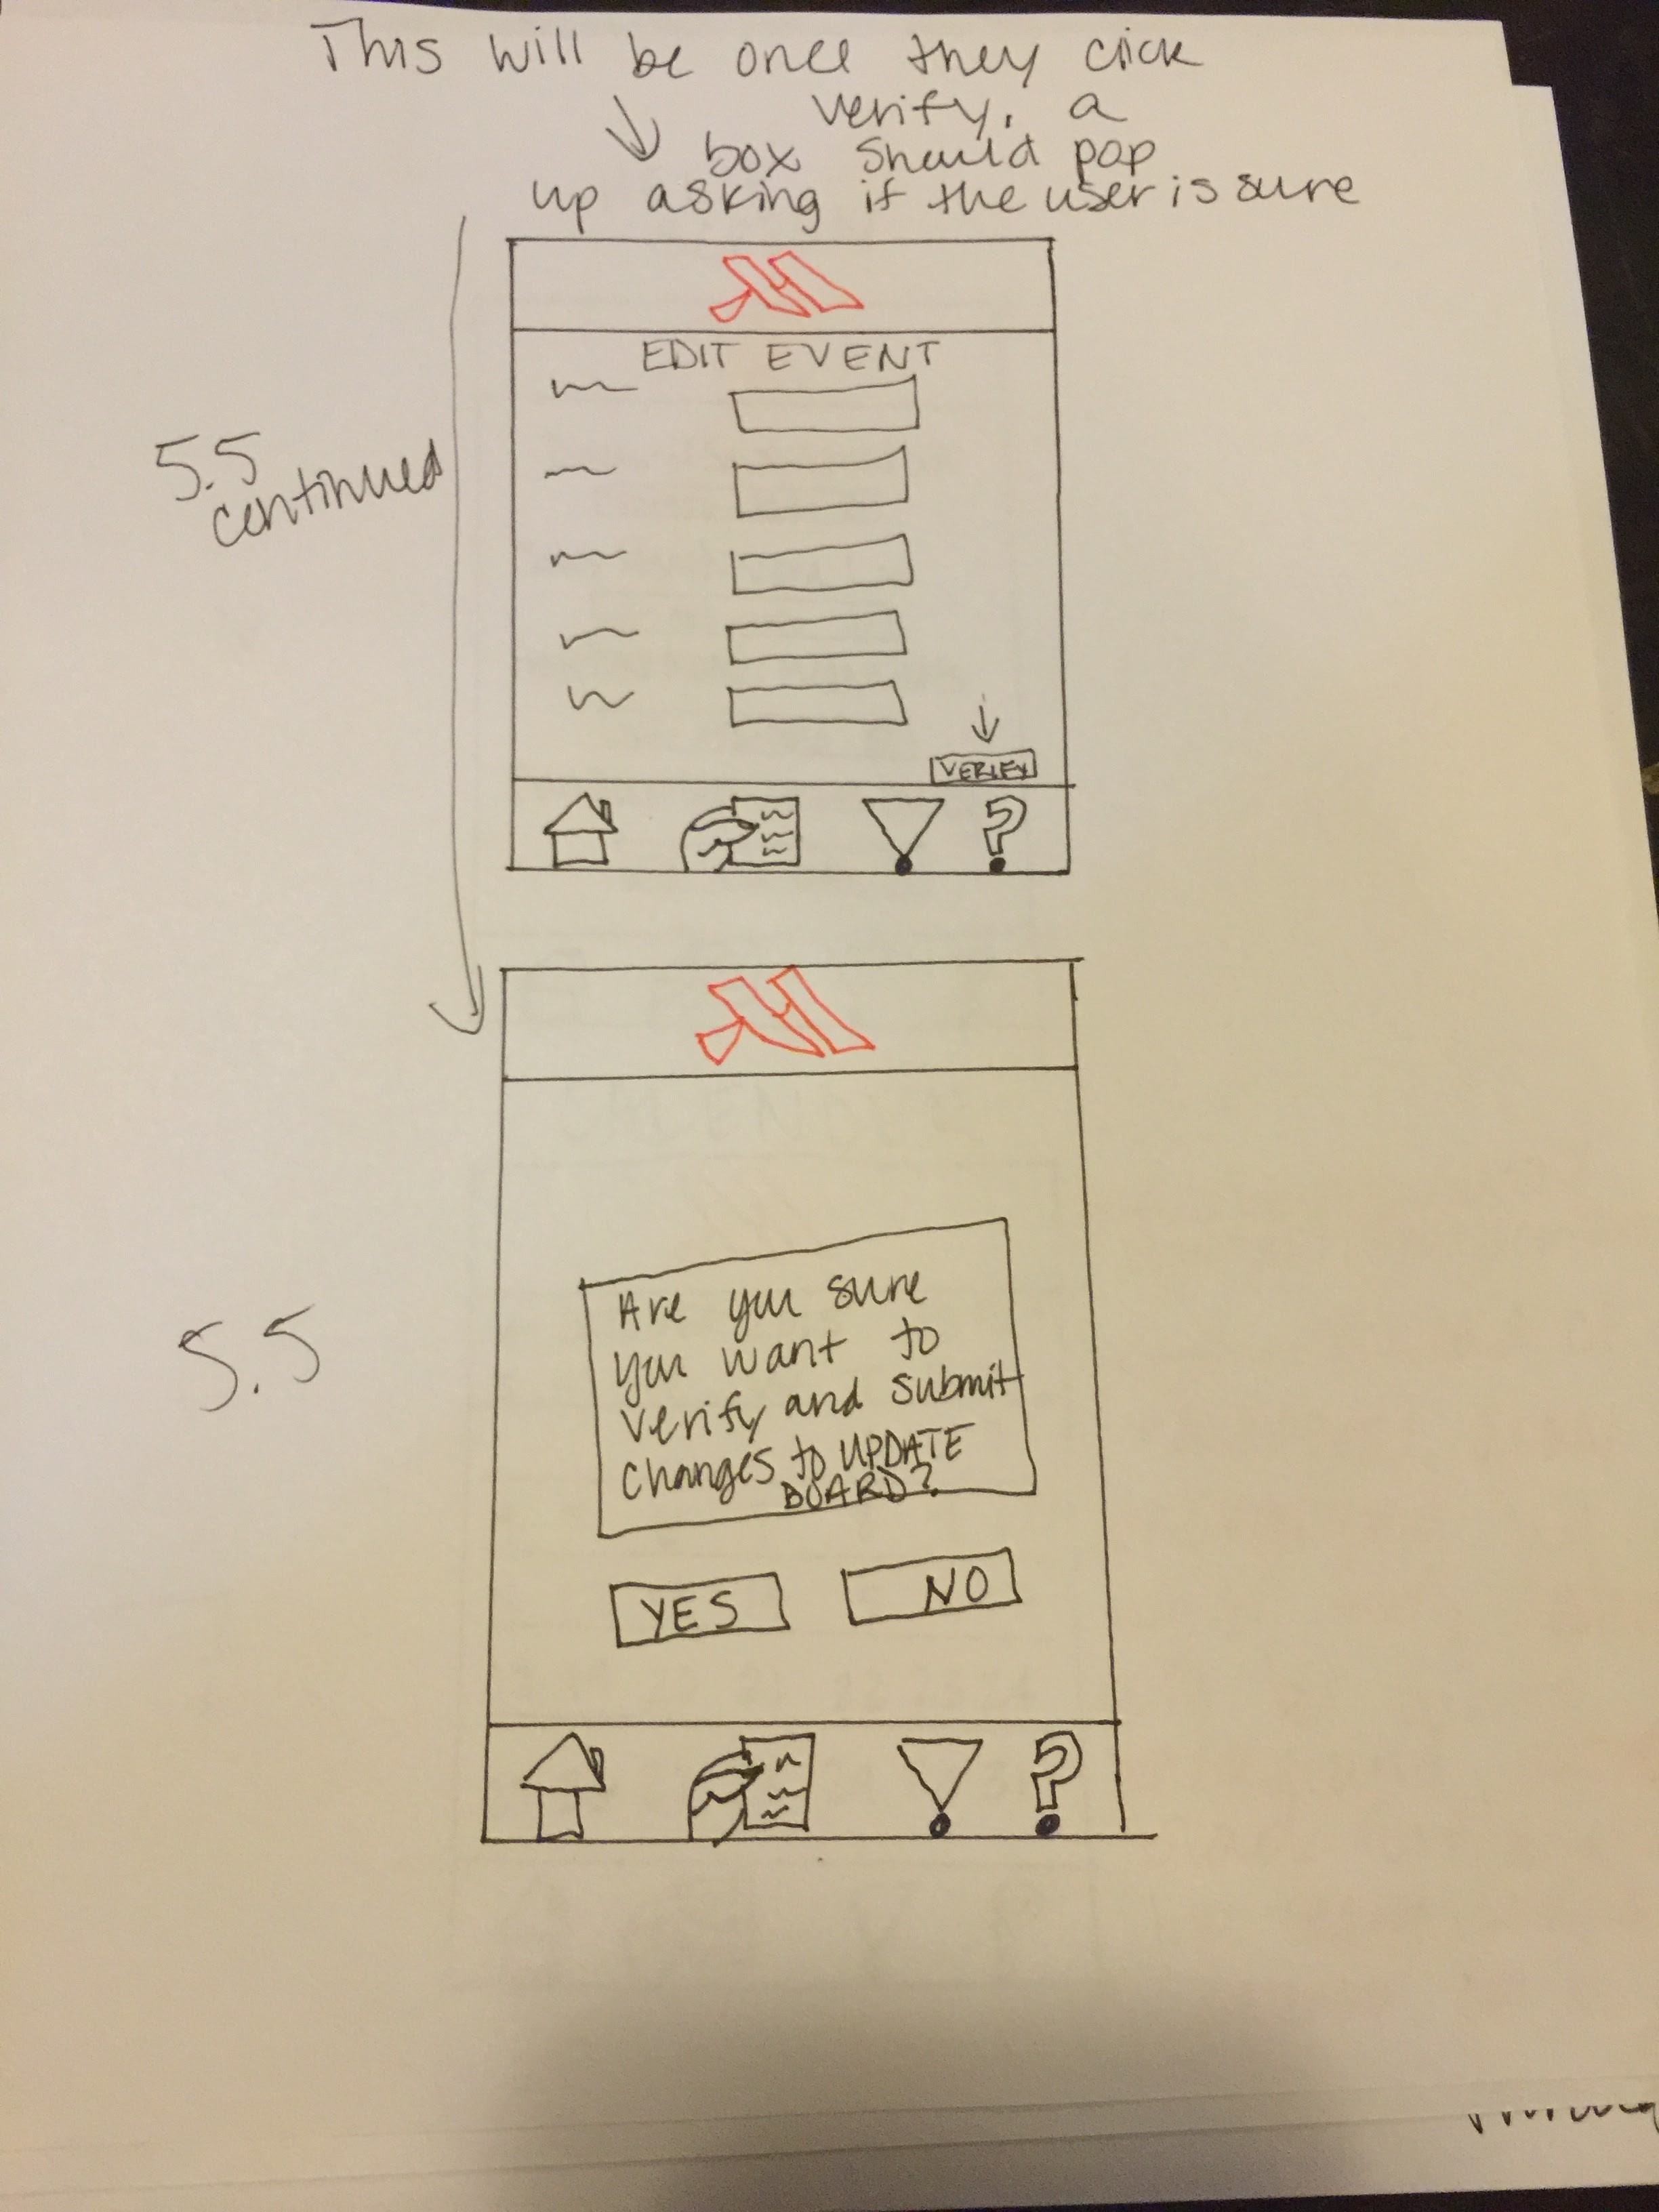 This will be once they click
verify, a
box should pop
up asking if the user is sure
EDIT EVENT
5.5
continued
VERIFY
5.5
Are you sure
you want to
verify and submit
changes to UPDATE
BOARD?
YES
NO